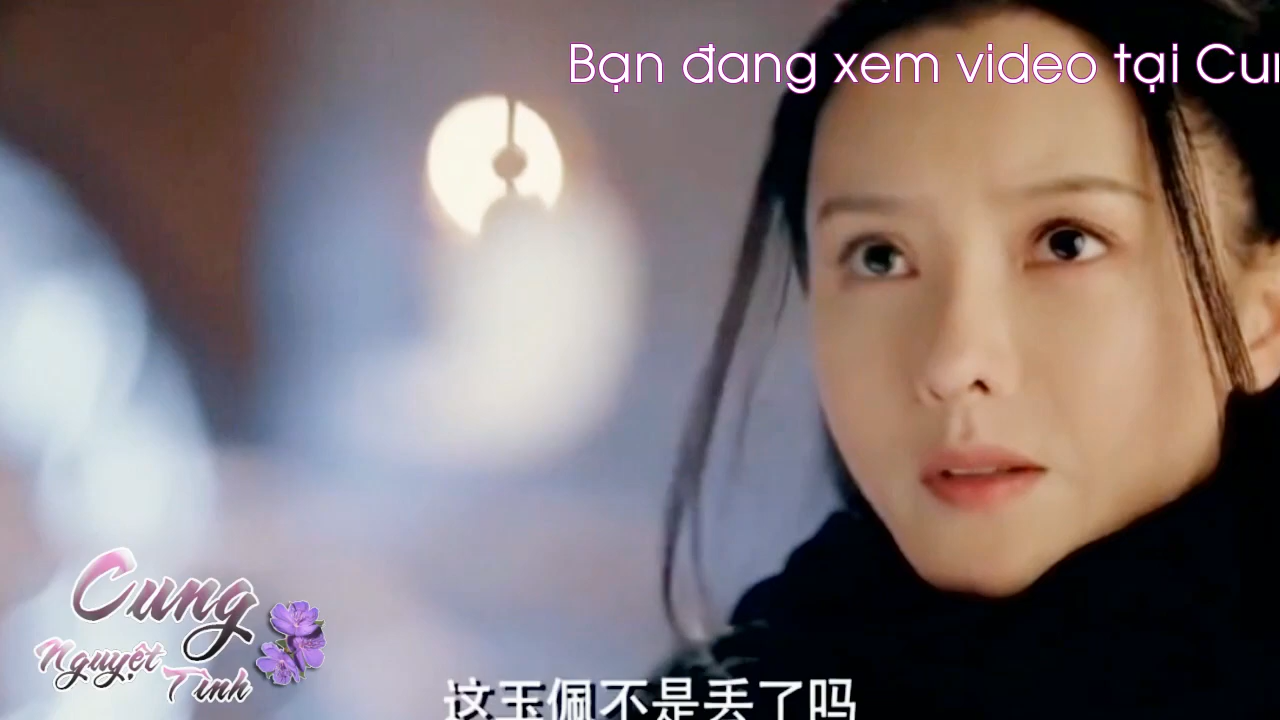 Bạn đang xem video tại Cu
Cung
Nguyệt
Tình
这玉佩不是丢了吗